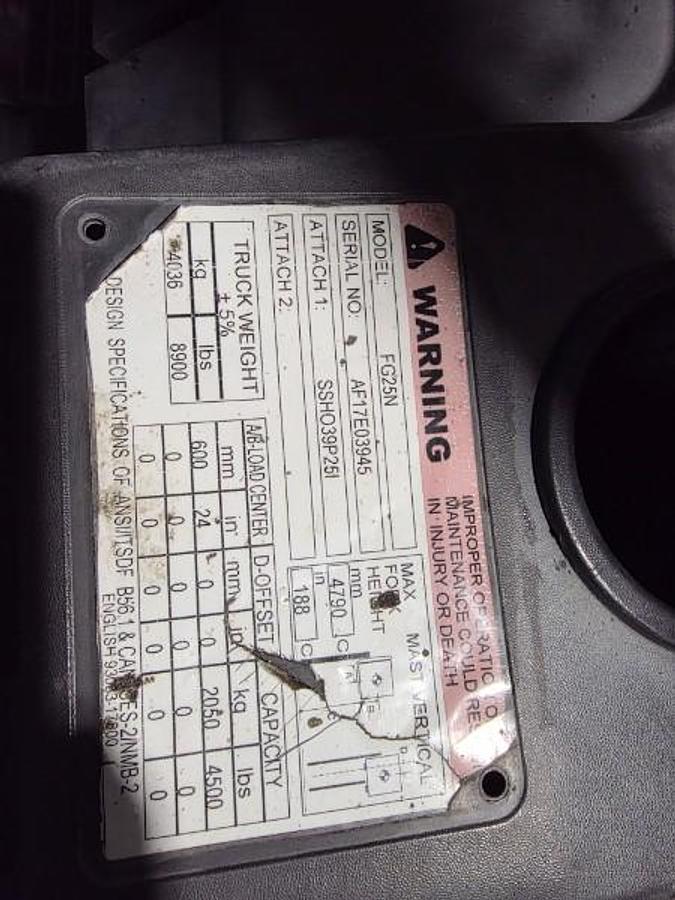 WARNING
IMPROPER OPERATIO O
MAINTENANCE COULD RES
IN INJURY OR DEATH
MODEL: FG25N
SERIAL NO: AF17E03945
ATTACH 1: SSHO39P25I
ATTACH 2:
MAX
FORK
HEIGHT
MAST VERTICAL
mm 4790 C
in 188 C
A
B
D
TRUCK WEIGHT
± 5%
kg lbs
4036 8900
A/B-LOAD CENTER D-OFFSET CAPACITY
mm in mm in kg lbs
600 24 0 0 2050 4500
0 0 0 0 0 0
0 0 0 0 0 0
DESIGN SPECIFICATIONS OF ANSI/ITSDF B56.1 &
ENGLISH